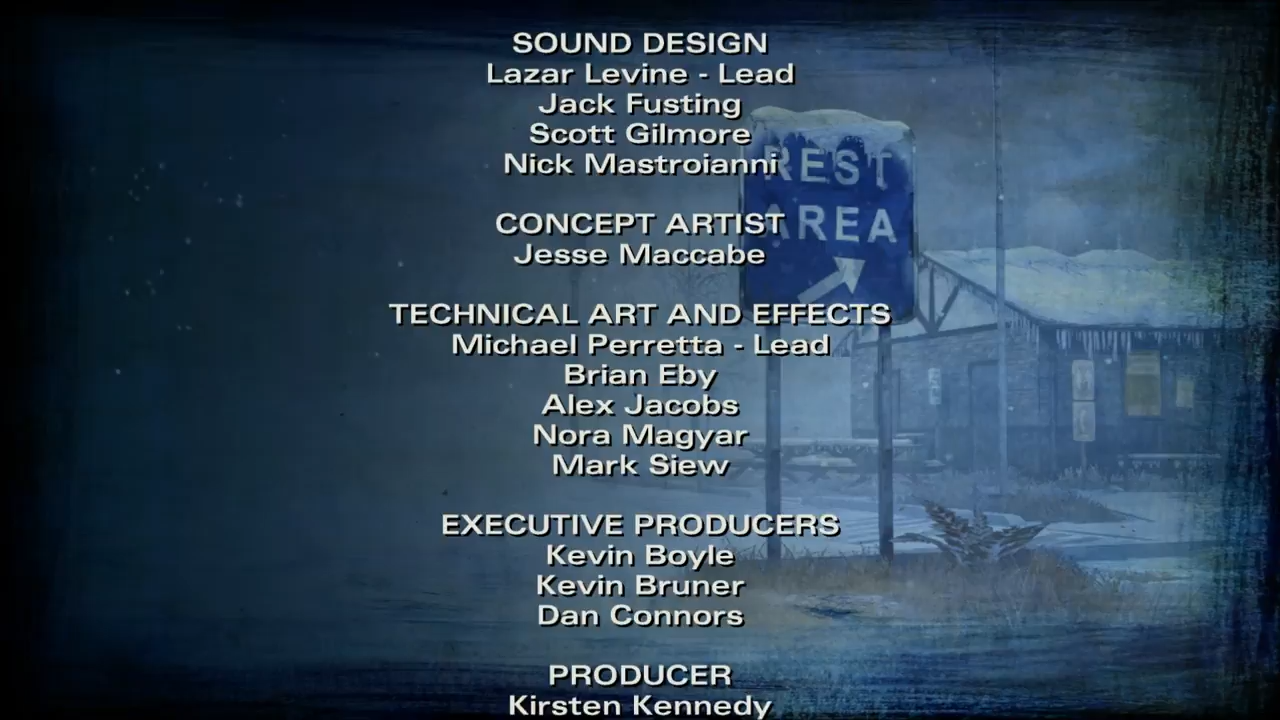 SOUND DESIGN
Lazar Levine - Lead
Jack Fusting
Scott Gilmore
Nick Mastroianni
REST
AREA
CONCEPT ARTIST
Jesse Maccabe
TECHNICAL ART AND EFFECTS
Michael Perretta - Lead
Brian Eby
Alex Jacobs
Nora Magyar
Mark Siew
EXECUTIVE PRODUCERS
Kevin Boyle
Kevin Bruner
Dan Connors
PRODUCER
Kirsten Kennedy